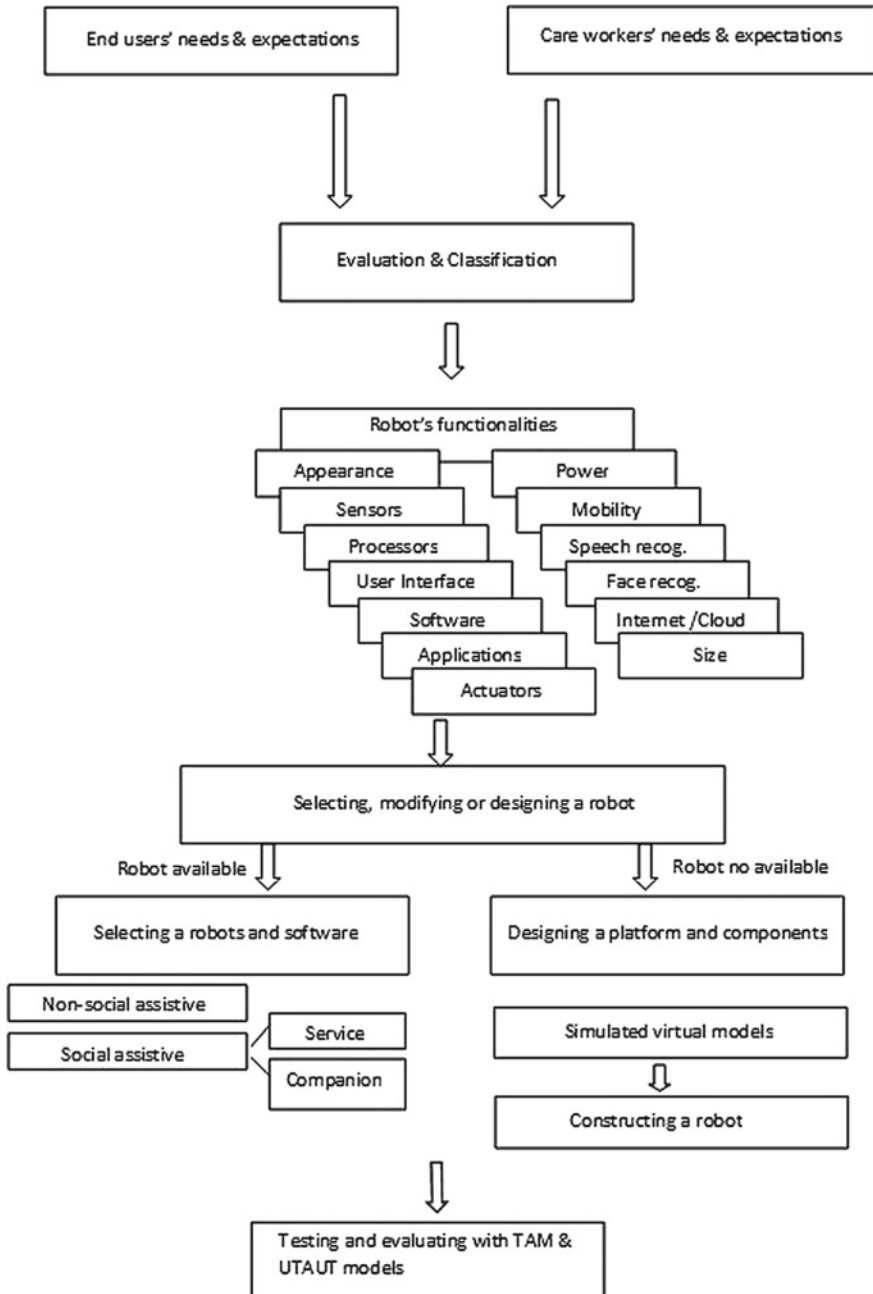 End users' needs & expectations
Care workers' needs & expectations
Evaluation & Classification
Robot's functionalities
Appearance
Power
Sensors
Mobility
Processors
Speech recog.
User Interface
Face recog.
Software
Internet /Cloud
Applications
Size
Actuators
Selecting, modifying or designing a robot
Robot available
Robot no available
Selecting a robots and software
Designing a platform and components
Non-social assistive
Social assistive
Service
Companion
Simulated virtual models
Constructing a robot
Testing and evaluating with TAM &
UTAUT models